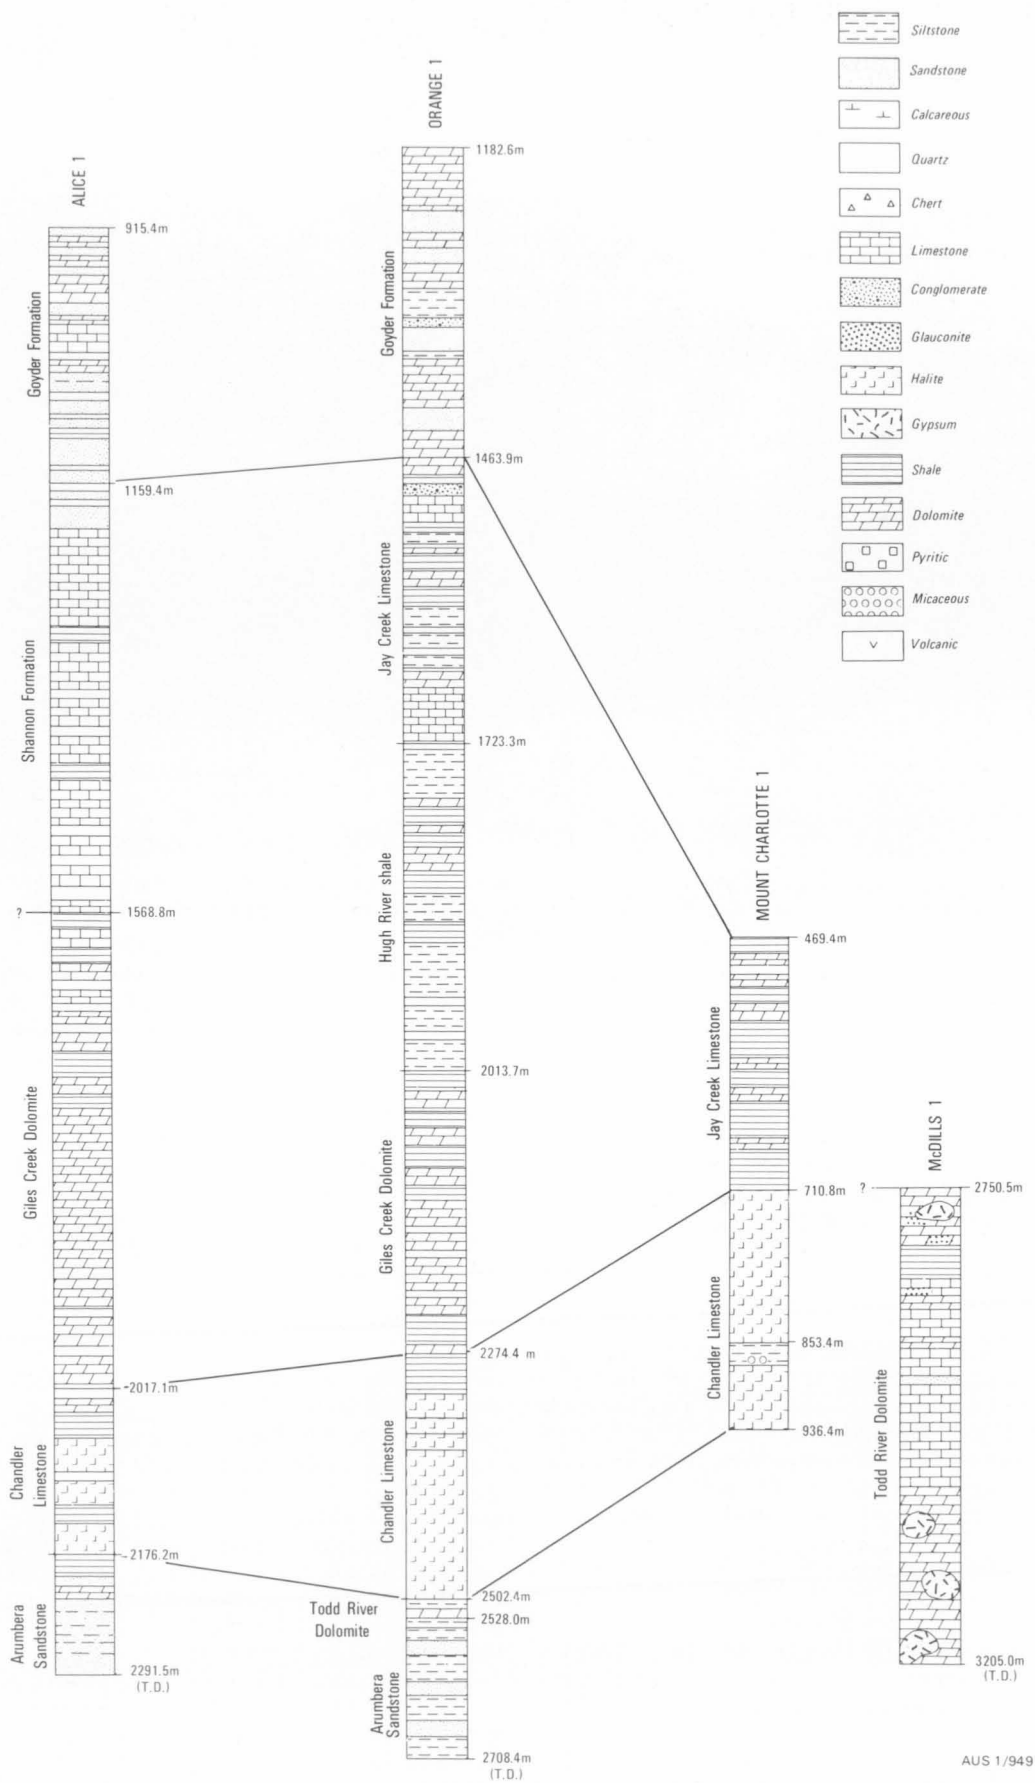 ALICE 1
915.4m
Goyder Formation
1159.4m
Shannon Formation
?
1568.8m
Giles Creek Dolomite
2017.1m
Chandler
Limestone
2176.2m
Arumbera
Sandstone
2291.5m
(T.D.)
ORANGE 1
1182.6m
Goyder Formation
1463.9m
Jay Creek Limestone
1723.3m
Hugh River shale
2013.7m
Giles Creek Dolomite
2274.4 m
Chandler Limestone
2502.4m
Todd River
Dolomite
2528.0m
Arumbera
Sandstone
2708.4m
(T.D.)
MOUNT CHARLOTTE 1
469.4m
Jay Creek Limestone
710.8m
Chandler Limestone
853.4m
936.4m
McDILLS 1
?
2750.5m
Todd River Dolomite
3205.0m
(T.D.)
Siltstone
Sandstone
Calcareous
Quartz
Chert
Limestone
Conglomerate
Glauconite
Halite
Gypsum
Shale
Dolomite
Pyritic
Micaceous
Volcanic
AUS 1/949